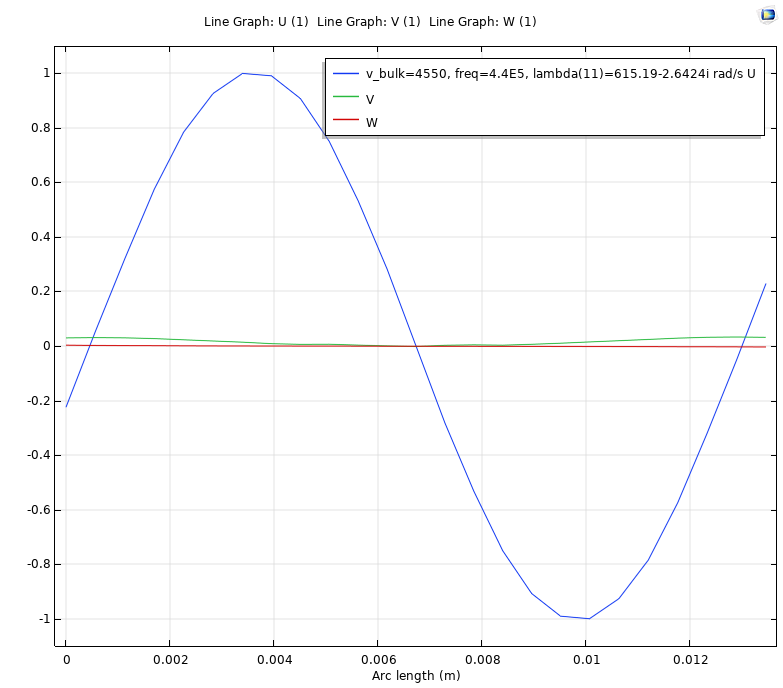 Line Graph: U (1)  Line Graph: V (1)  Line Graph: W (1)
v_bulk=4550, freq=4.4E5, lambda(11)=615.19-2.6424i rad/s U
V
W
1
0.8
0.6
0.4
0.2
0
-0.2
-0.4
-0.6
-0.8
-1
0 0.002 0.004 0.006 0.008 0.01 0.012
Arc length (m)